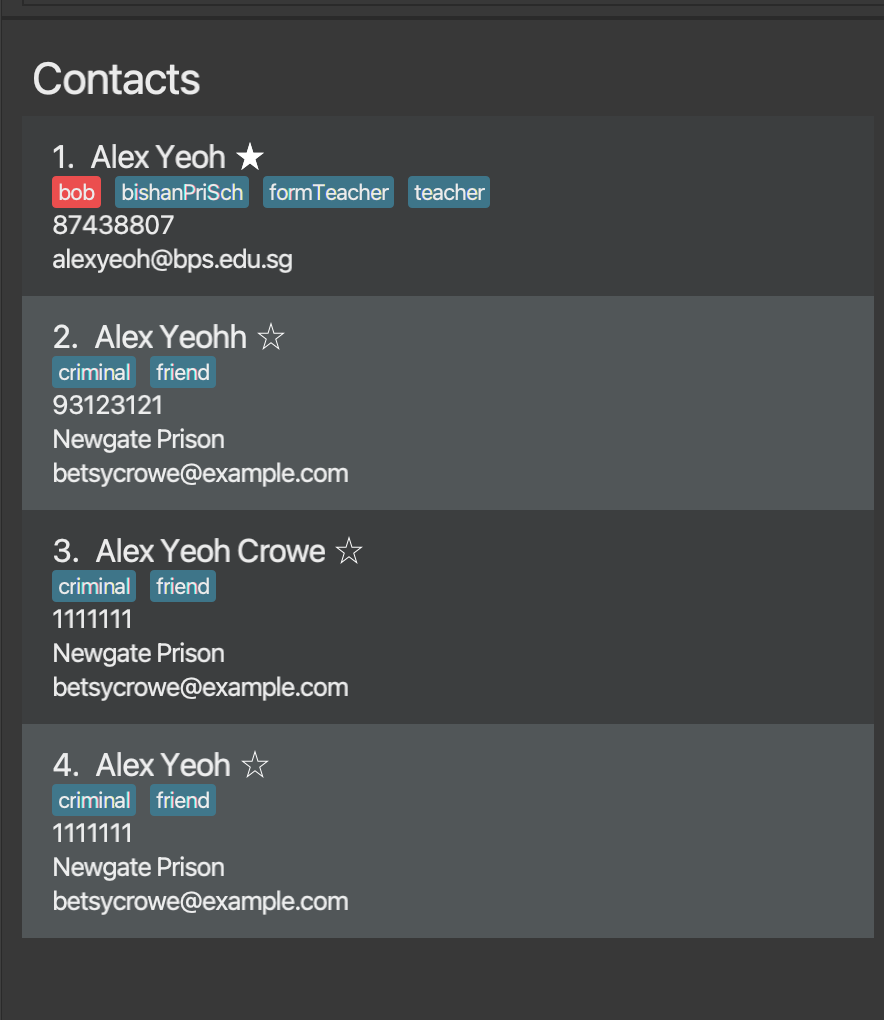 Contacts
1. Alex Yeoh ★
bob bishanPriSch formTeacher teacher
87438807
alexyeoh@bps.edu.sg
2. Alex Yeohh ☆
criminal friend
93123121
Newgate Prison
betsycrowe@example.com
3. Alex Yeoh Crowe ☆
criminal friend
1111111
Newgate Prison
betsycrowe@example.com
4. Alex Yeoh ☆
criminal friend
1111111
Newgate Prison
betsycrowe@example.com